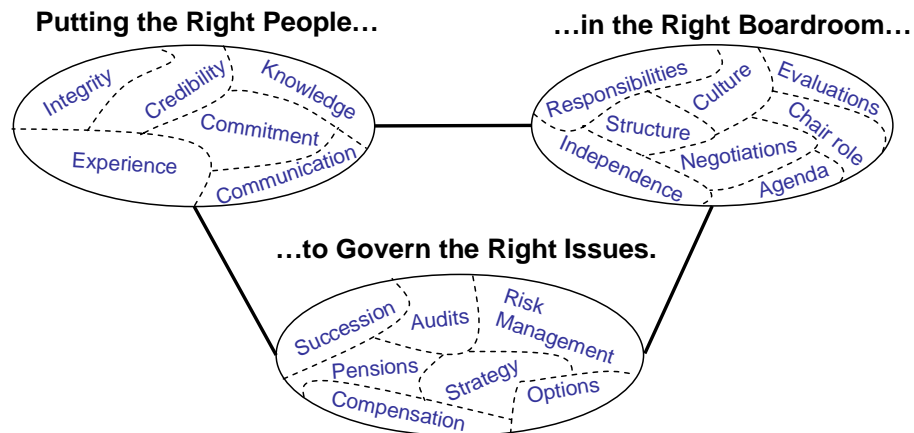 Putting the Right People…
…in the Right Boardroom…
Integrity
Credibility
Knowledge
Commitment
Experience
Communication
Responsibilities
Culture
Evaluations
Structure
Chair role
Independence
Negotiations
Agenda
…to Govern the Right Issues.
Succession
Audits
Risk
Management
Pensions
Strategy
Options
Compensation